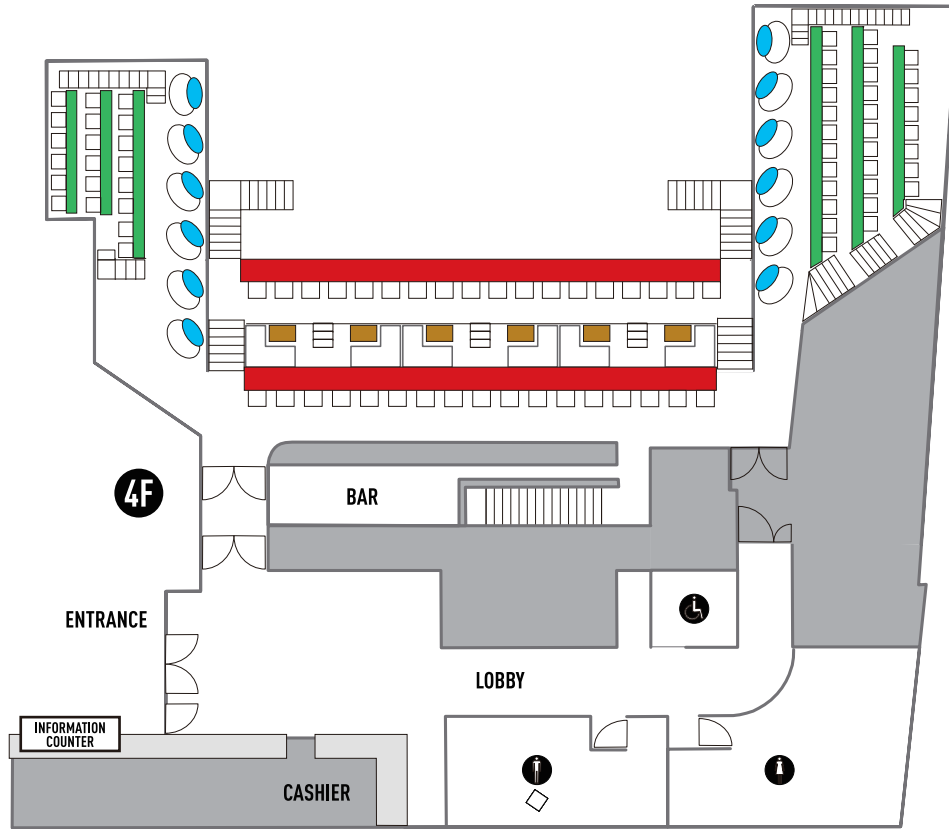 4F
BAR
ENTRANCE
LOBBY
INFORMATION
COUNTER
CASHIER